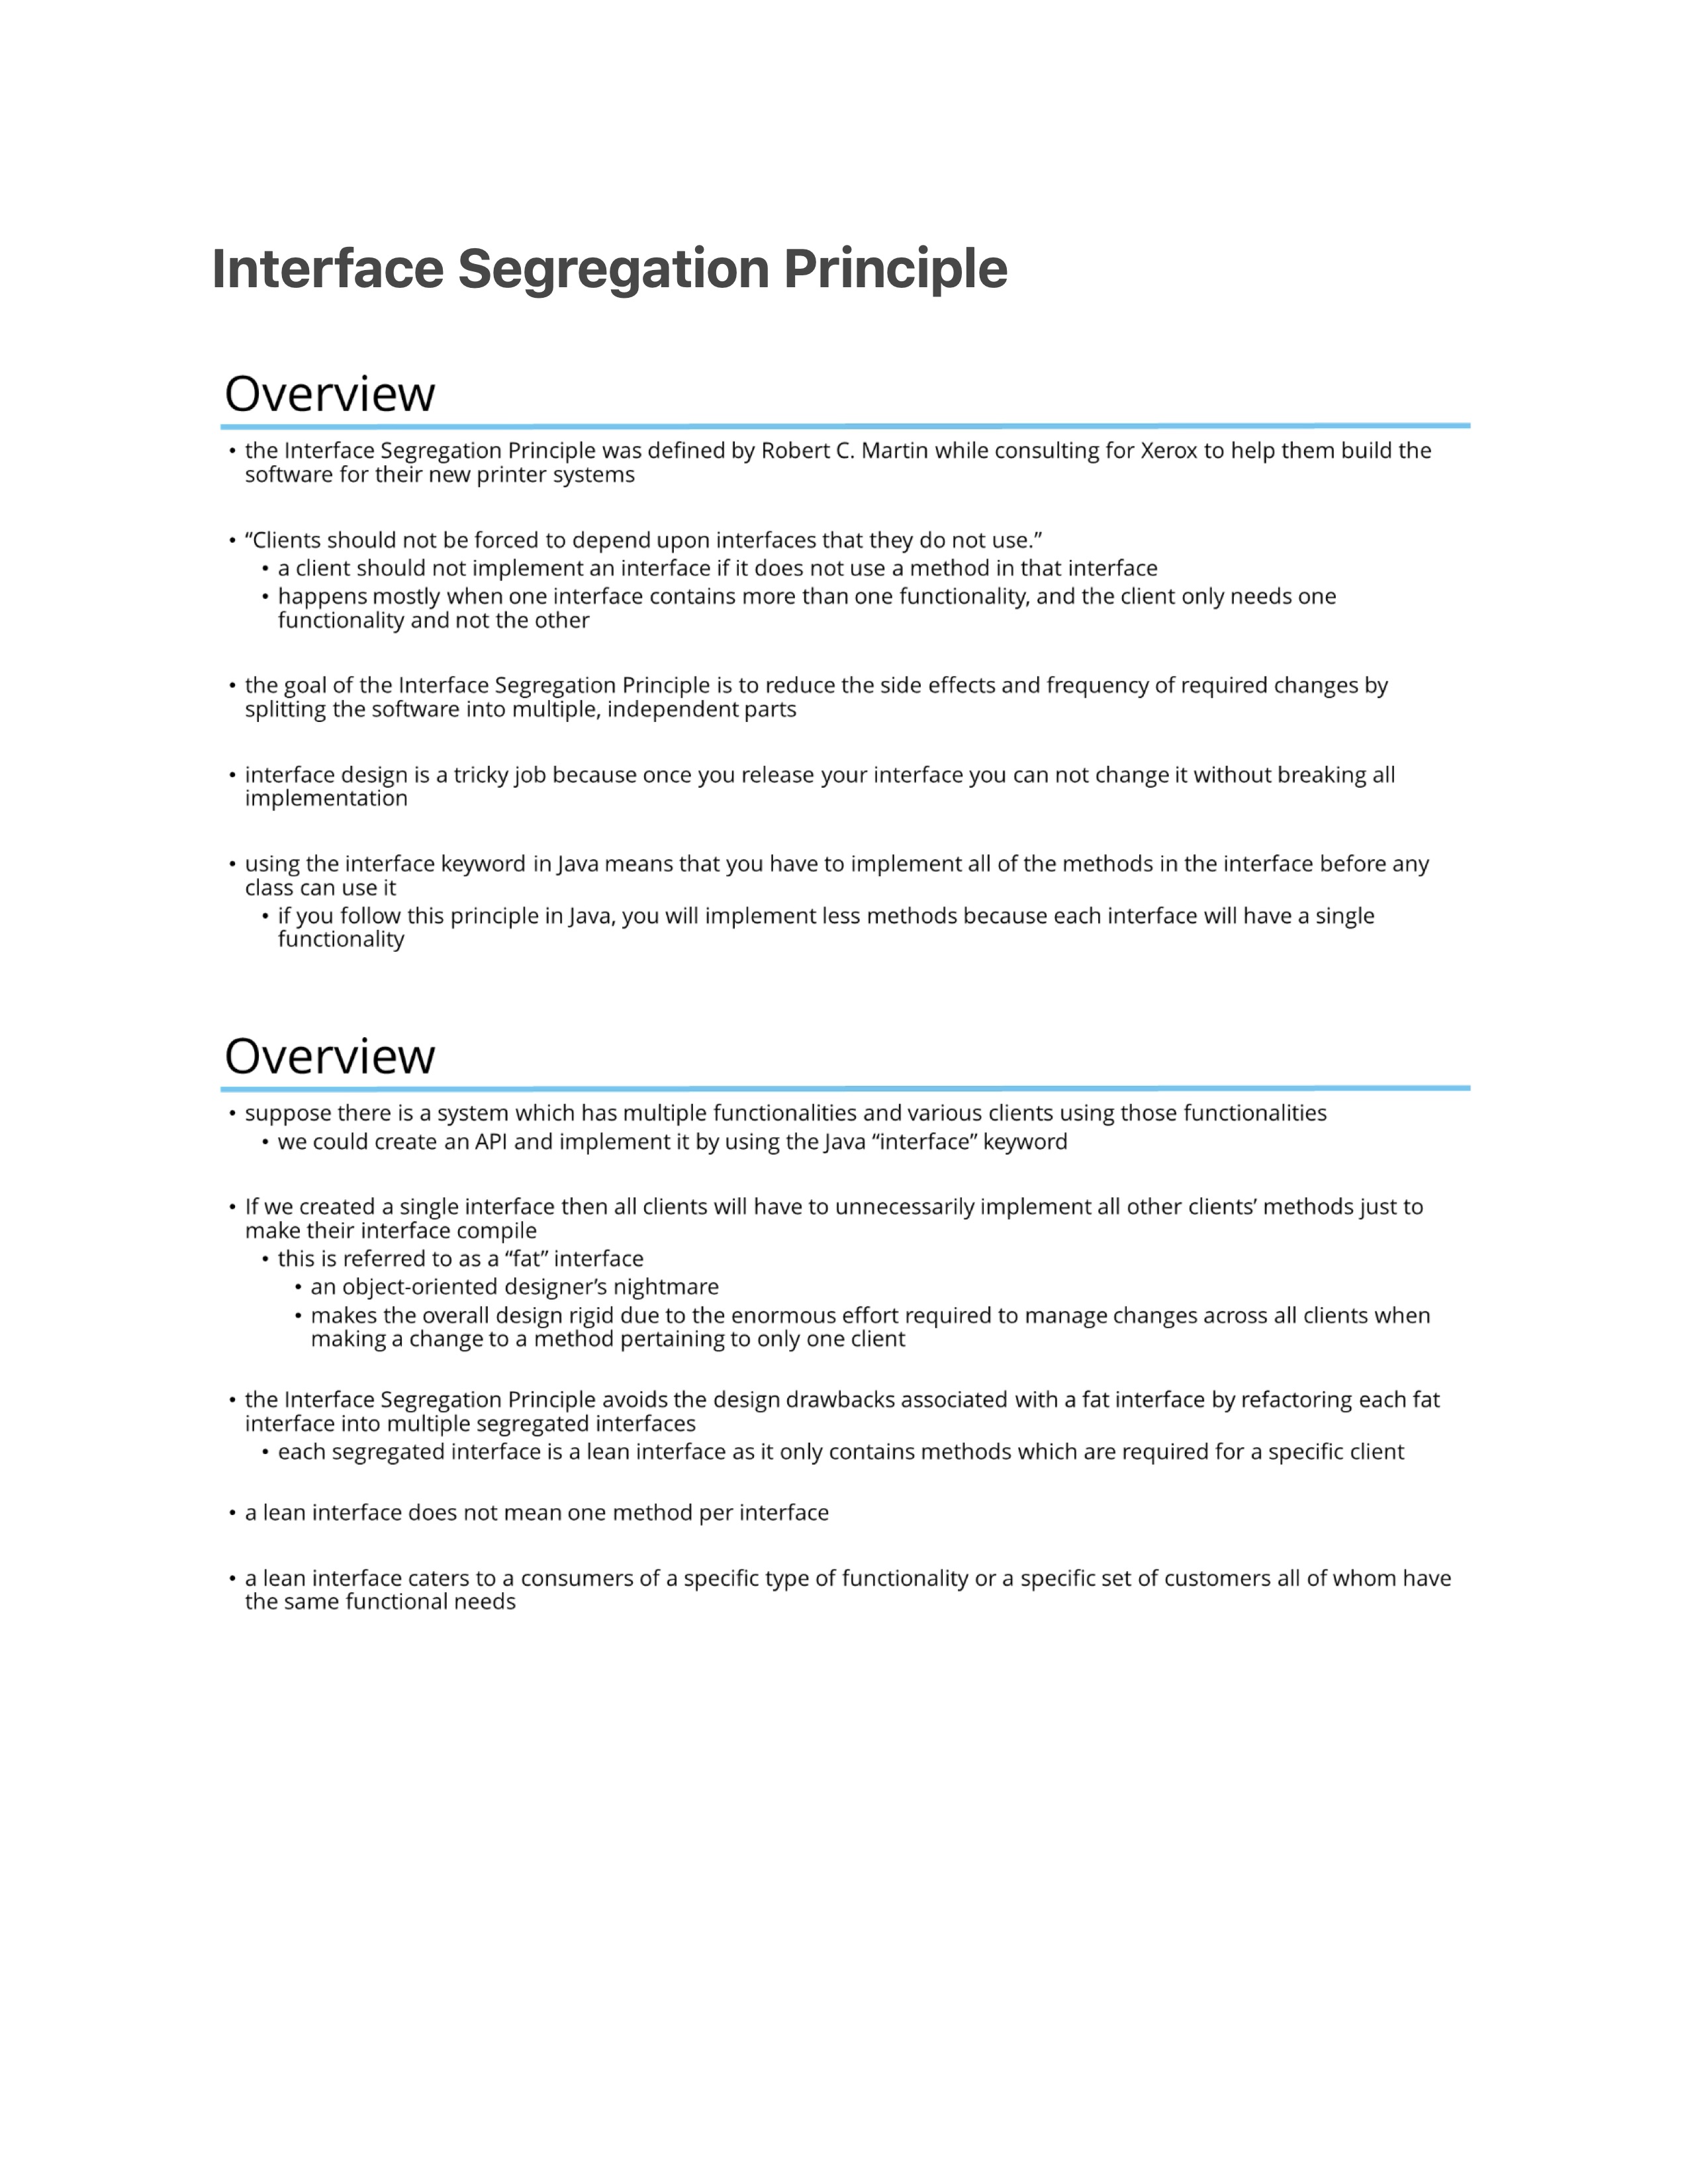 Interface Segregation Principle
Overview
• the Interface Segregation Principle was defined by Robert C. Martin while consulting for Xerox to help them build the
software for their new printer systems
• “Clients should not be forced to depend upon interfaces that they do not use.”
• a client should not implement an interface if it does not use a method in that interface
• happens mostly when one interface contains more than one functionality, and the client only needs one
functionality and not the other
• the goal of the Interface Segregation Principle is to reduce the side effects and frequency of required changes by
splitting the software into multiple, independent parts
• interface design is a tricky job because once you release your interface you can not change it without breaking all
implementation
• using the interface keyword in Java means that you have to implement all of the methods in the interface before any
class can use it
• if you follow this principle in Java, you will implement less methods because each interface will have a single
functionality
Overview
• suppose there is a system which has multiple functionalities and various clients using those functionalities
• we could create an API and implement it by using the Java “interface” keyword
• If we created a single interface then all clients will have to unnecessarily implement all other clients’ methods just to
make their interface compile
• this is referred to as a “fat” interface
• an object-oriented designer’s nightmare
• makes the overall design rigid due to the enormous effort required to manage changes across all clients when
making a change to a method pertaining to only one client
• the Interface Segregation Principle avoids the design drawbacks associated with a fat interface by refactoring each fat
interface into multiple segregated interfaces
• each segregated interface is a lean interface as it only contains methods which are required for a specific client
• a lean interface does not mean one method per interface
• a lean interface caters to a consumers of a specific type of functionality or a specific set of customers all of whom have
the same functional needs